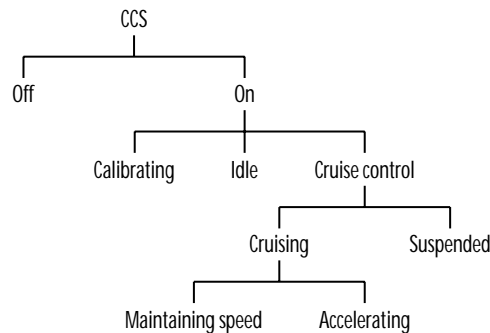 CCS
Off On
Calibrating Idle Cruise control
Cruising Suspended
Maintaining speed Accelerating